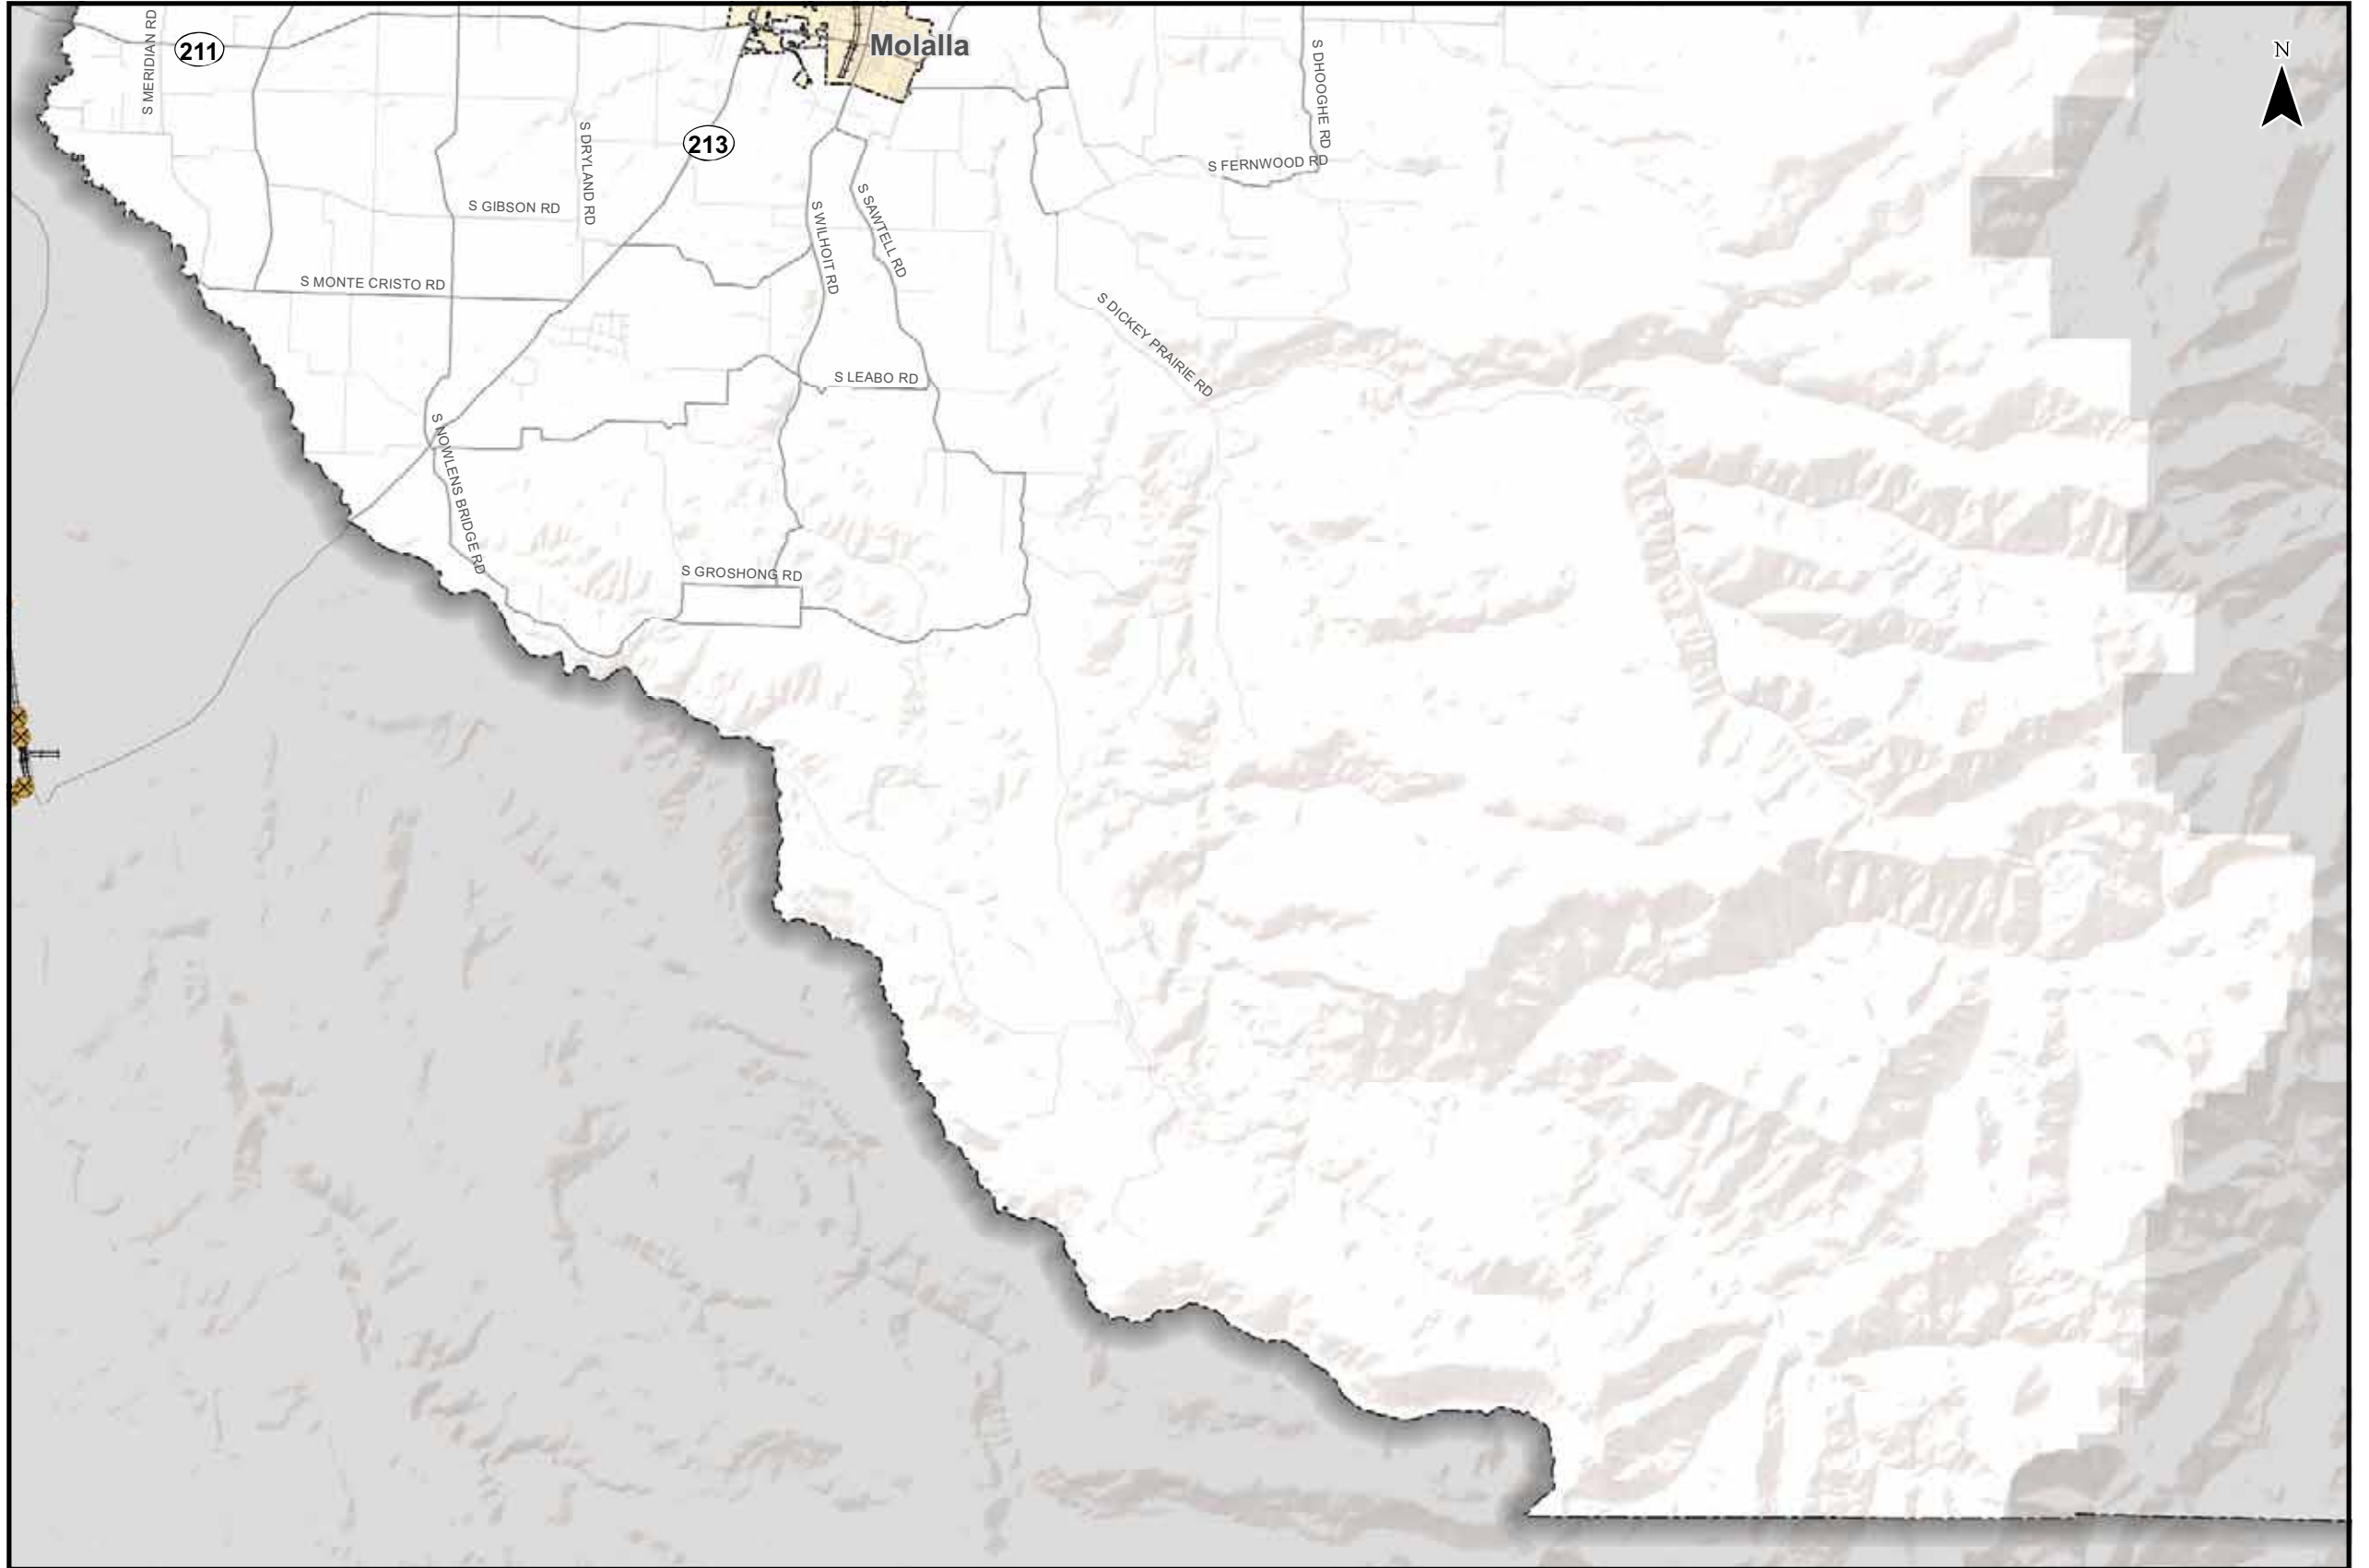 S MERIDIAN RD
211
Molalla
N
S DHOOGHE RD
S DRYLAND RD
213
S FERNWOOD RD
S GIBSON RD
S WILHOIT RD
S SAWTELL RD
S MONTE CRISTO RD
S DICKEY PRAIRIE RD
S LEABO RD
S NOWLENS BRIDGE RD
S GROSHONG RD